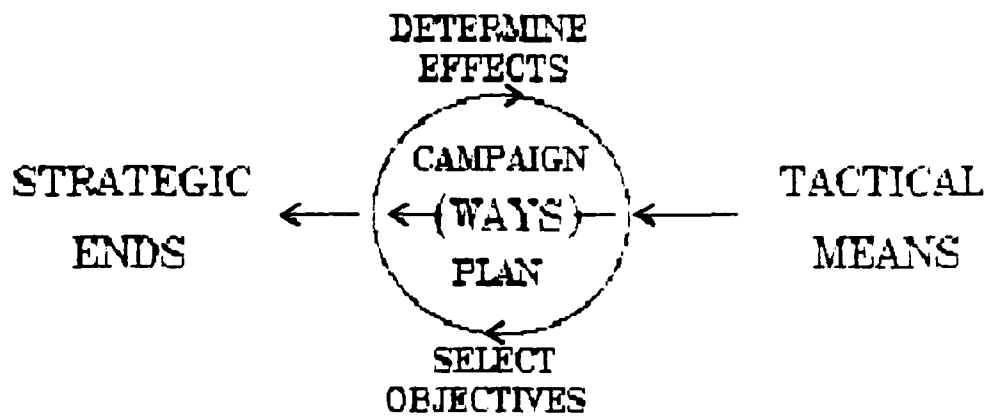 DETERMINE
EFFECTS
STRATEGIC
ENDS
CAMPAIGN
(WAYS)
PLAN
TACTICAL
MEANS
SELECT
OBJECTIVES